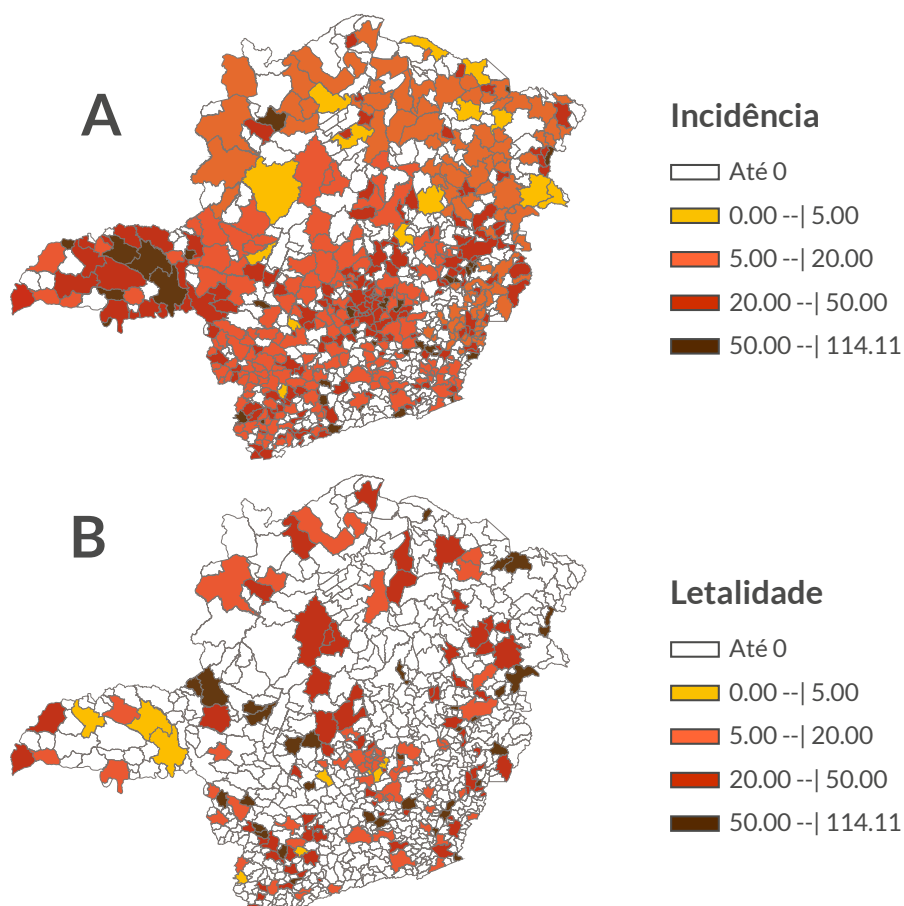 A
Incidência
Até 0
0.00 --| 5.00
5.00 --| 20.00
20.00 --| 50.00
50.00 --| 114.11
B
Letalidade
Até 0
0.00 --| 5.00
5.00 --| 20.00
20.00 --| 50.00
50.00 --| 114.11